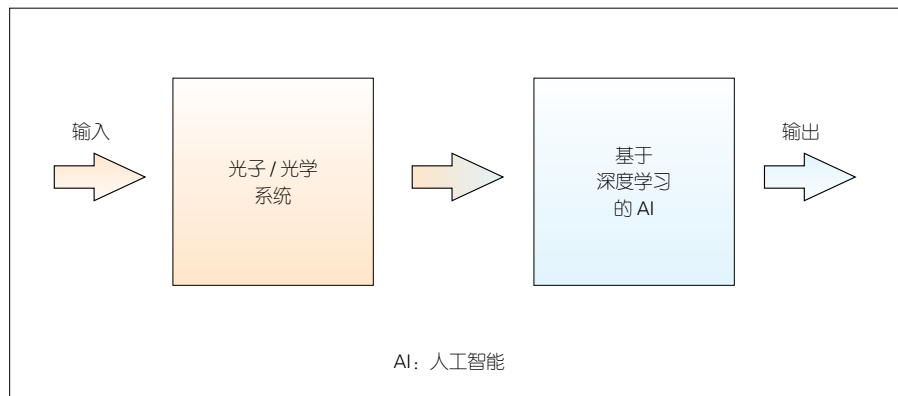 输入
光子 / 光学
系统
基于
深度学习
的 AI
输出
AI：人工智能